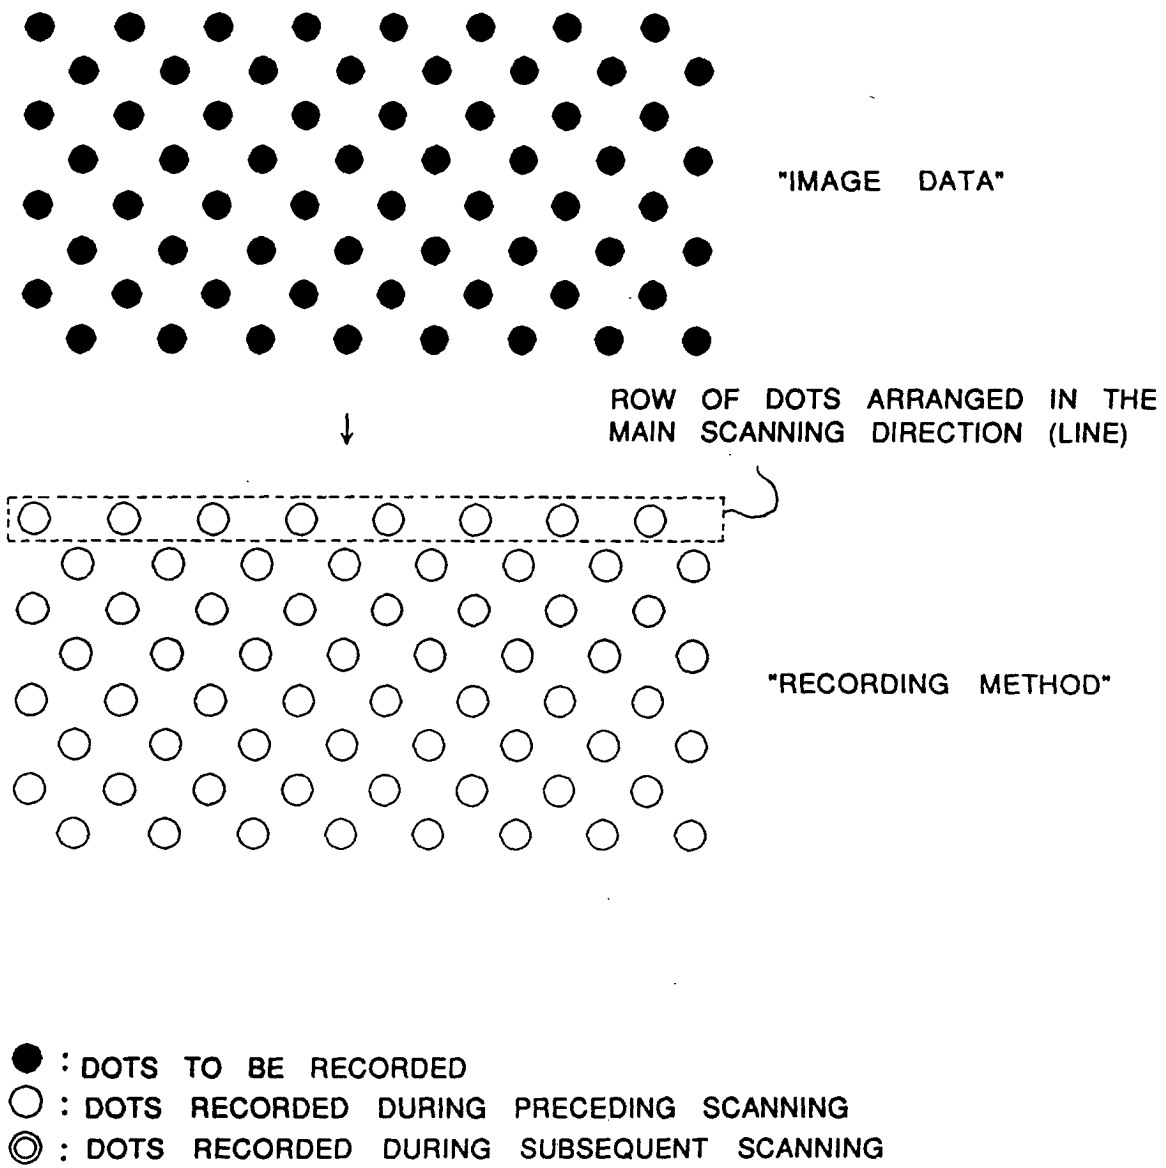 "IMAGE DATA"
ROW OF DOTS ARRANGED IN THE
MAIN SCANNING DIRECTION (LINE)
"RECORDING METHOD"
: DOTS TO BE RECORDED
: DOTS RECORDED DURING PRECEDING SCANNING
: DOTS RECORDED DURING SUBSEQUENT SCANNING